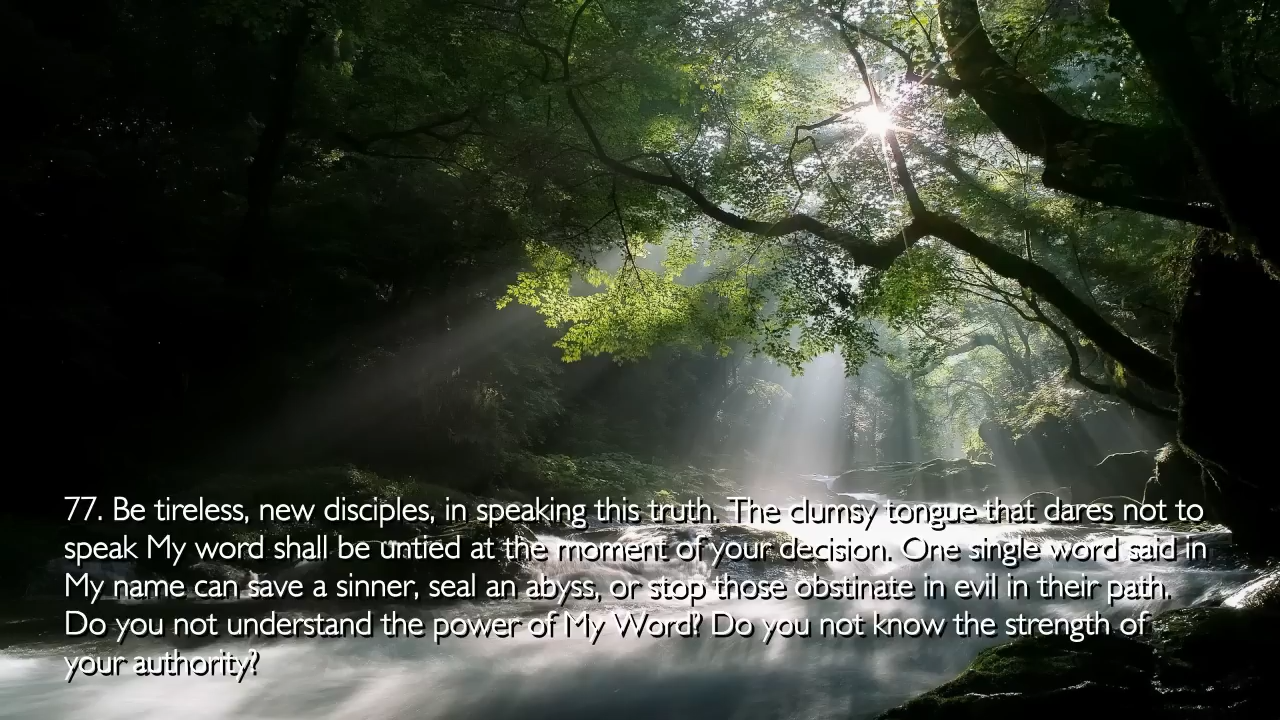 77. Be tireless, new disciples, in speaking this truth. The clumsy tongue that dares not to
speak My word shall be untied at the moment of your decision. One single word said in
My name can save a sinner, seal an abyss, or stop those obstinate in evil in their path.
Do you not understand the power of My Word? Do you not know the strength of
your authority?